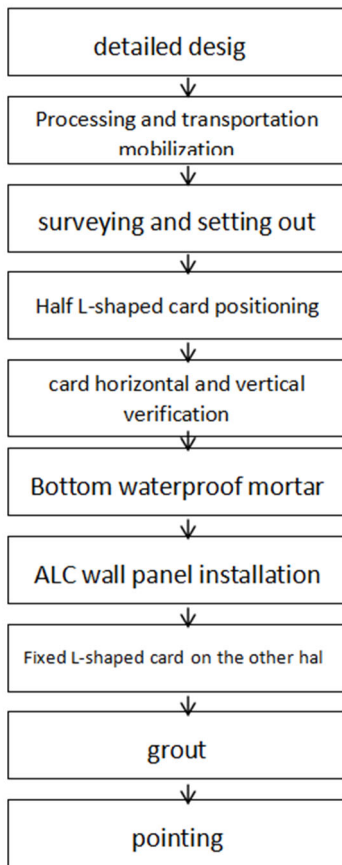 detailed desig
Processing and transportation
mobilization
surveying and setting out
Half L-shaped card positioning
card horizontal and vertical
verification
Bottom waterproof mortar
ALC wall panel installation
Fixed L-shaped card on the other hal
grout
pointing